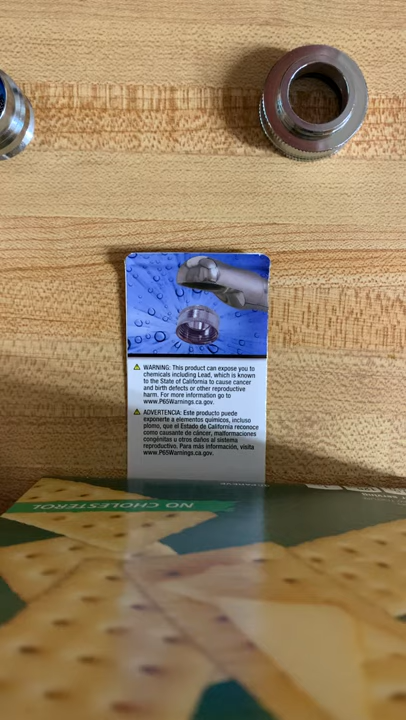 ⚠ WARNING: This product can expose you to
chemicals including Lead, which is known
to the State of California to cause cancer
and birth defects or other reproductive
harm. For more information go to
www.P65Warnings.ca.gov.
⚠ ADVERTENCIA: Este producto puede
exponerte a elementos químicos, incluso
plomo, que el Estado de California reconoce
como causante de cáncer, malformaciones
congénitas u otros daños al sistema
reproductivo. Para más información, visita
www.P65Warnings.ca.gov.
NO CHOLESTEROL